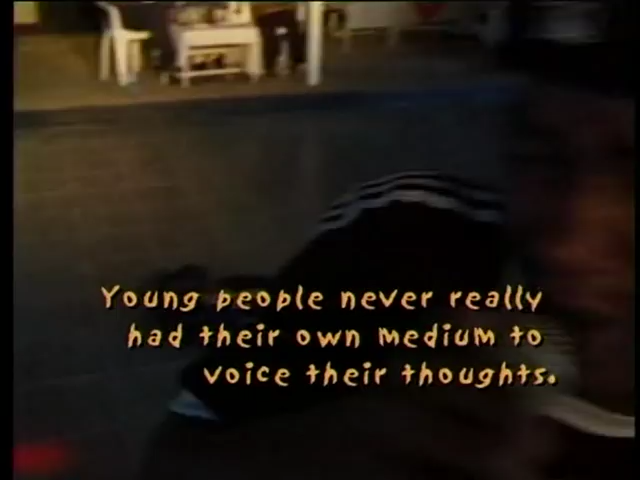 Young people never really
had their own medium to
voice their thoughts.